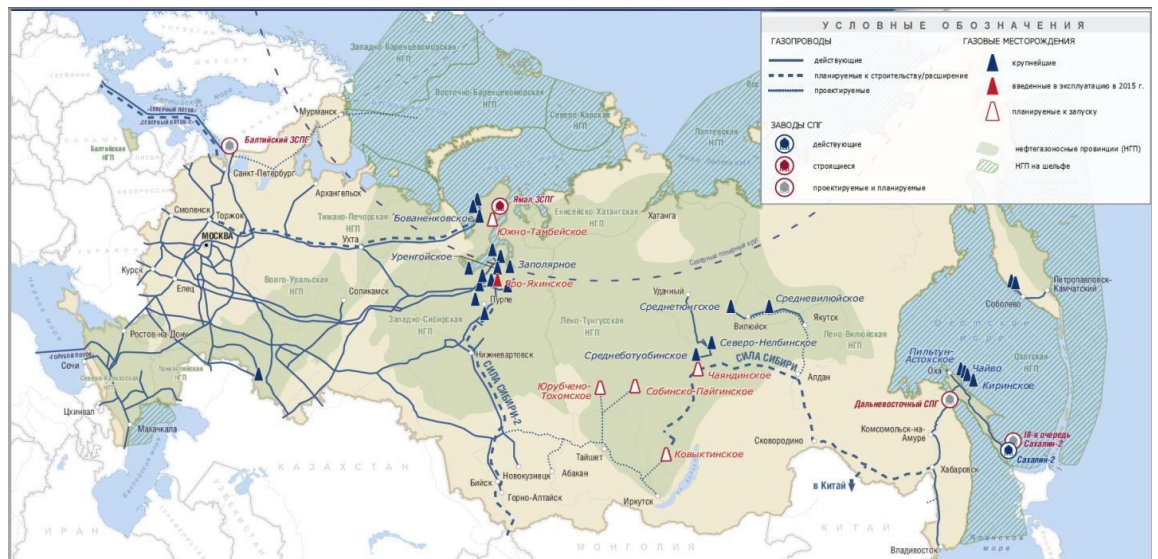 УСЛОВНЫЕ ОБОЗНАЧЕНИЯ
ГАЗОПРОВОДЫ
действующие
планируемые к строительству/расширение
проектируемые
ЗАВОДЫ СПГ
действующие
строящиеся
проектируемые и планируемые
ГАЗОВЫЕ МЕСТОРОЖДЕНИЯ
крупнейшие
введенные в эксплуатацию в 2015 г.
планируемые к запуску
нефтегазоносные провинции (НГП)
НГП на шельфе
Западно-Баренцевоморская
НГП
Восточно-Баренцевоморская
НГП
Северо-Карская
НГП
Лаптевская
Мурманск
Балтийский ЗСПГ
Балтийская
НГП
Санкт-Петербург
Архангельск
Ямал ЗСПГ
Енисейско-Хатангская
НГП
Хатанга
Смоленск
Торжок
Тимано-Печорская
НГП
Бованенковское
Южно-Тамбейское
МОСКВА
Ухта
Северный полярный круг
Уренгойское
Заполярное
Курск
Елец
Волго-Уральская
НГП
Соликамск
Яро-Яхинское
Пурпе
Удачный
Среднетюнгское
Средневилюйское
Соболево
Петропавловск-
Камчатский
Западно-Сибирская
НГП
Лено-Тунгусская
НГП
Вилюйск
Якутск
Лено-Вилюйская
НГП
Ростов-на-Дону
Северо-Нелбинское
Охотская
НГП
Сочи
Нижневартовск
Среднеботуобинское
СИЛА СИБИРИ
Пильтун-
Астохское
Оха
Чайво
Киринское
Чаяндинское
Алдан
СИЛА СИБИРИ-2
Юрубчено-
Тохомское
Собинско-Пайгинское
Дальневосточный СПГ
Цхинвал
Махачкала
Комсомольск-на-
Амуре
III-я очередь
Сахалин-2
Сахалин-2
Тайшет
Ковыктинское
Сковородино
Новокузнецк
Абакан
Хабаровск
Бийск
Горно-Алтайск
Иркутск
в Китай
КАЗАХСТАН
ИРАН
МОНГОЛИЯ
КИТАЙ
Владивосток
Японское
море